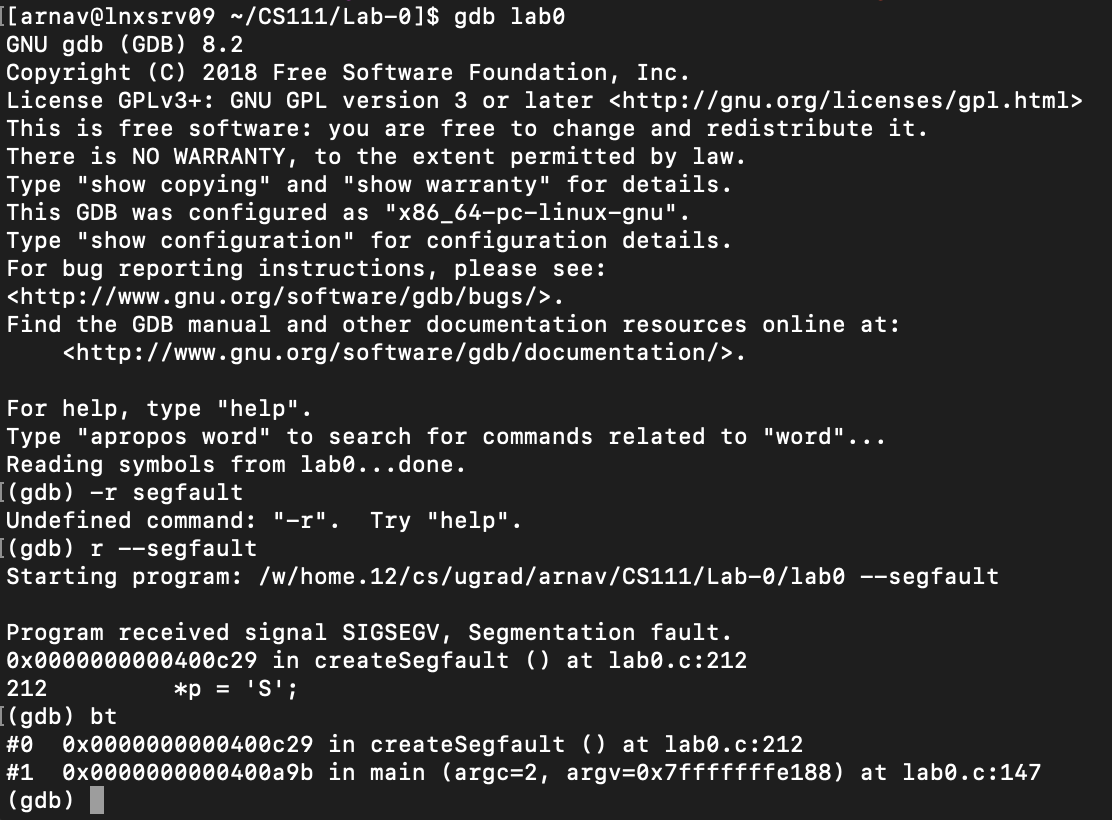 [[arnav@lnxsrv09 ~/CS111/Lab-0]$ gdb lab0
GNU gdb (GDB) 8.2
Copyright (C) 2018 Free Software Foundation, Inc.
License GPLv3+: GNU GPL version 3 or later <http://gnu.org/licenses/gpl.html>
This is free software: you are free to change and redistribute it.
There is NO WARRANTY, to the extent permitted by law.
Type "show copying" and "show warranty" for details.
This GDB was configured as "x86_64-pc-linux-gnu".
Type "show configuration" for configuration details.
For bug reporting instructions, please see:
<http://www.gnu.org/software/gdb/bugs/>.
Find the GDB manual and other documentation resources online at:
    <http://www.gnu.org/software/gdb/documentation/>.

For help, type "help".
Type "apropos word" to search for commands related to "word"...
Reading symbols from lab0...done.
[(gdb) -r segfault
Undefined command: "-r".  Try "help".
[(gdb) r --segfault
Starting program: /w/home.12/cs/ugrad/arnav/CS111/Lab-0/lab0 --segfault

Program received signal SIGSEGV, Segmentation fault.
0x0000000000400c29 in createSegfault () at lab0.c:212
212         *p = 'S';
[(gdb) bt
#0  0x0000000000400c29 in createSegfault () at lab0.c:212
#1  0x0000000000400a9b in main (argc=2, argv=0x7fffffffe188) at lab0.c:147
(gdb)